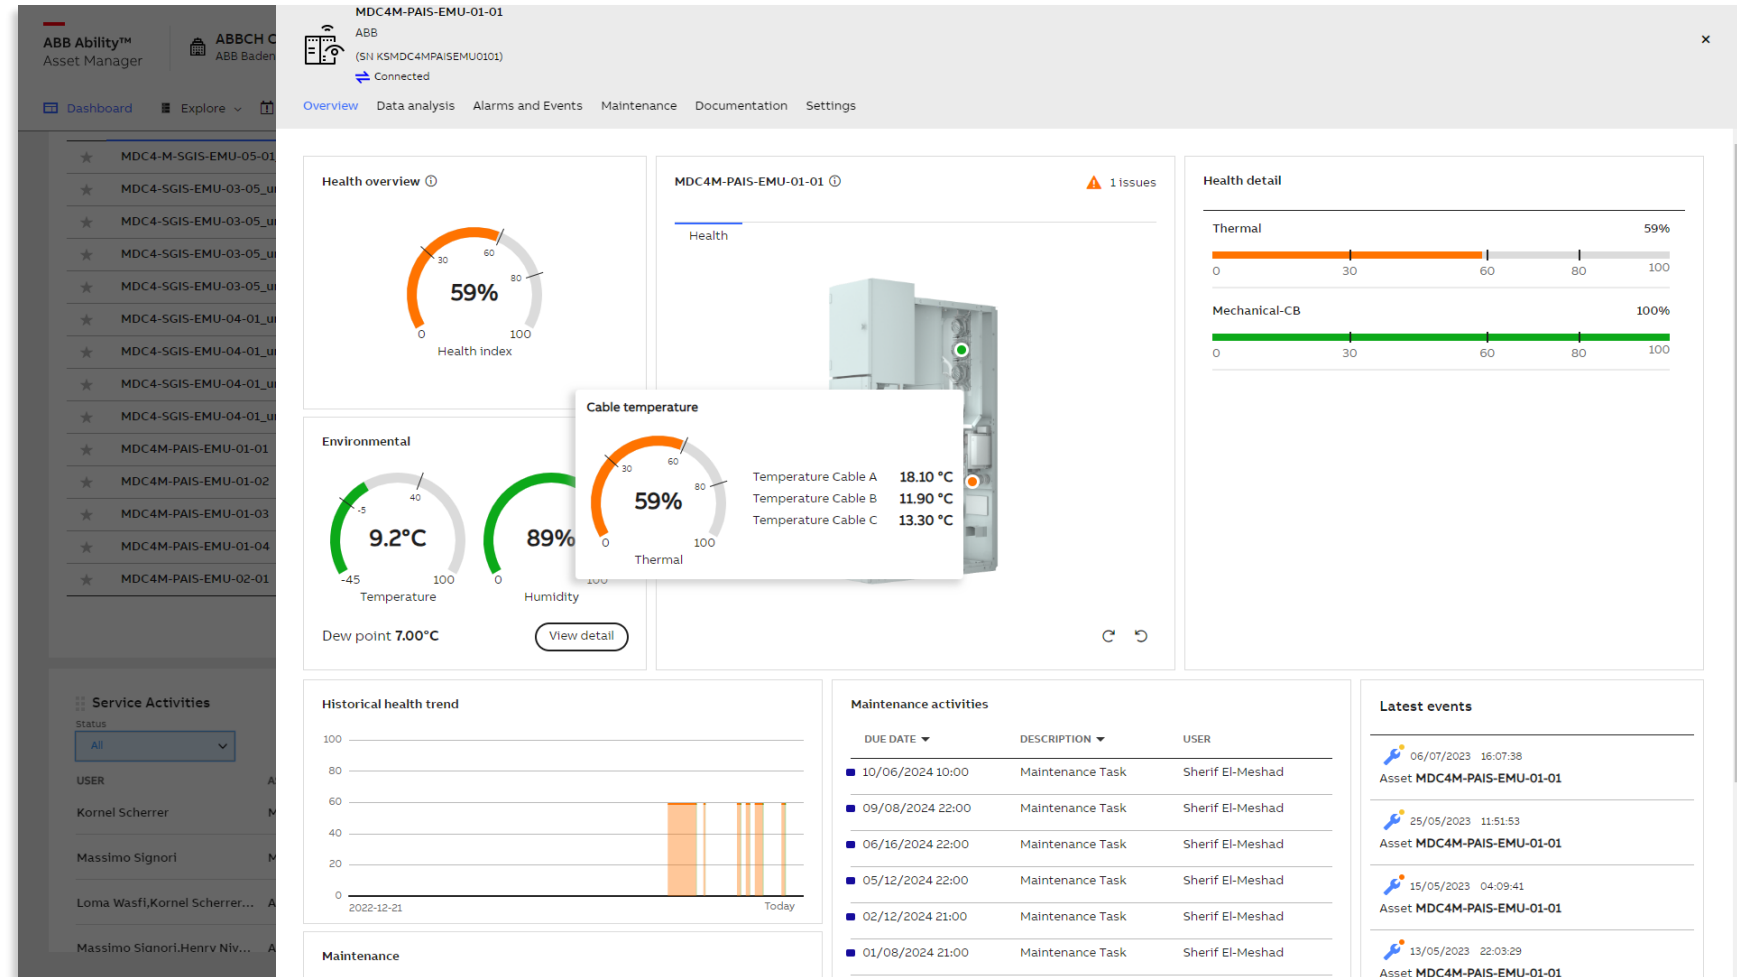 MDC4M-PAIS-EMU-01-01
ABB
(SN KSMDC4MPAISEMU0101)
Connected
Overview Data analysis Alarms and Events Maintenance Documentation Settings
ABB Ability™
Asset Manager
ABBCH C
ABB Baden
Dashboard Explore
MDC4-M-SGIS-EMU-05-01
MDC4-SGIS-EMU-03-05_u
MDC4-SGIS-EMU-03-05_u
MDC4-SGIS-EMU-03-05_u
MDC4-SGIS-EMU-03-05_u
MDC4-SGIS-EMU-04-01_u
MDC4-SGIS-EMU-04-01_u
MDC4-SGIS-EMU-04-01_u
MDC4-SGIS-EMU-04-01_u
MDC4M-PAIS-EMU-01-01
MDC4M-PAIS-EMU-01-02
MDC4M-PAIS-EMU-01-03
MDC4M-PAIS-EMU-01-04
MDC4M-PAIS-EMU-02-01
Service Activities
Status
All
USER A
Kornel Scherrer M
Massimo Signori M
Loma Wasfi,Kornel Scherrer... A
Massimo Signori,Henry Niv... A
Health overview
30 60 80
59%
0 100
Health index
MDC4M-PAIS-EMU-01-01
1 issues
Health
Health detail
Thermal 59%
0 30 60 80 100
Mechanical-CB 100%
0 30 60 80 100
Environmental
-5 40
9.2°C
-45 100
Temperature
89%
0 100
Humidity
Dew point 7.00°C
View detail
Cable temperature
30 60 80
59%
0 100
Thermal
Temperature Cable A 18.10 °C
Temperature Cable B 11.90 °C
Temperature Cable C 13.30 °C
Historical health trend
100
80
60
40
20
0
2022-12-21 Today
Maintenance
Maintenance activities
DUE DATE DESCRIPTION USER
10/06/2024 10:00 Maintenance Task Sherif El-Meshad
09/08/2024 22:00 Maintenance Task Sherif El-Meshad
06/16/2024 22:00 Maintenance Task Sherif El-Meshad
05/12/2024 22:00 Maintenance Task Sherif El-Meshad
02/12/2024 21:00 Maintenance Task Sherif El-Meshad
01/08/2024 21:00 Maintenance Task Sherif El-Meshad
Latest events
06/07/2023 16:07:38
Asset MDC4M-PAIS-EMU-01-01
25/05/2023 11:51:53
Asset MDC4M-PAIS-EMU-01-01
15/05/2023 04:09:41
Asset MDC4M-PAIS-EMU-01-01
13/05/2023 22:03:29
Asset MDC4M-PAIS-EMU-01-01